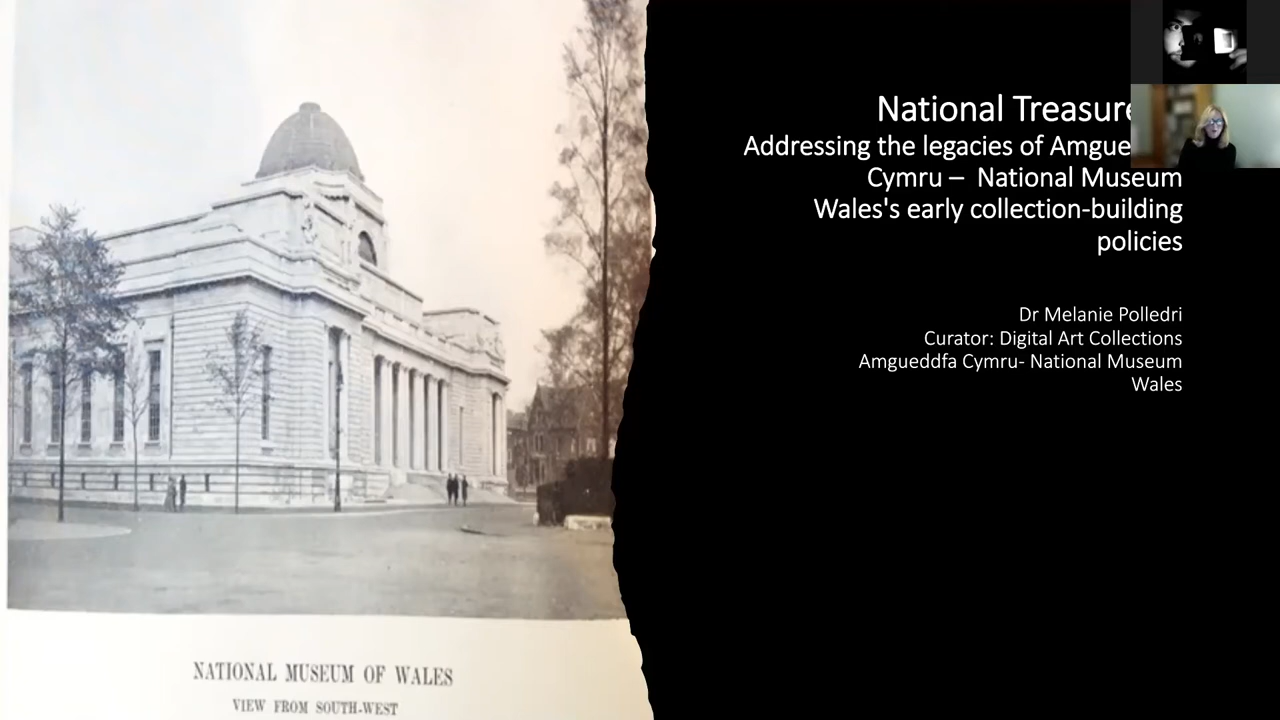 National Treasure
Addressing the legacies of Amgue
Cymru – National Museum
Wales's early collection-building
policies
Dr Melanie Polledri
Curator: Digital Art Collections
Amgueddfa Cymru- National Museum
Wales
NATIONAL MUSEUM OF WALES
VIEW FROM SOUTH-WEST